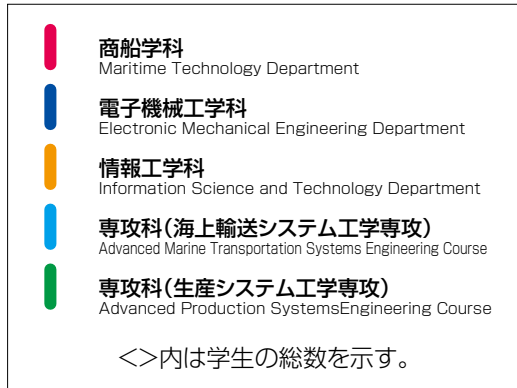 商船学科
Maritime Technology Department
電子機械工学科
Electronic Mechanical Engineering Department
情報工学科
Information Science and Technology Department
専攻科(海上輸送システム工学専攻)
Advanced Marine Transportation Systems Engineering Course
専攻科(生産システム工学専攻)
Advanced Production SystemsEngineering Course
<>内は学生の総数を示す。